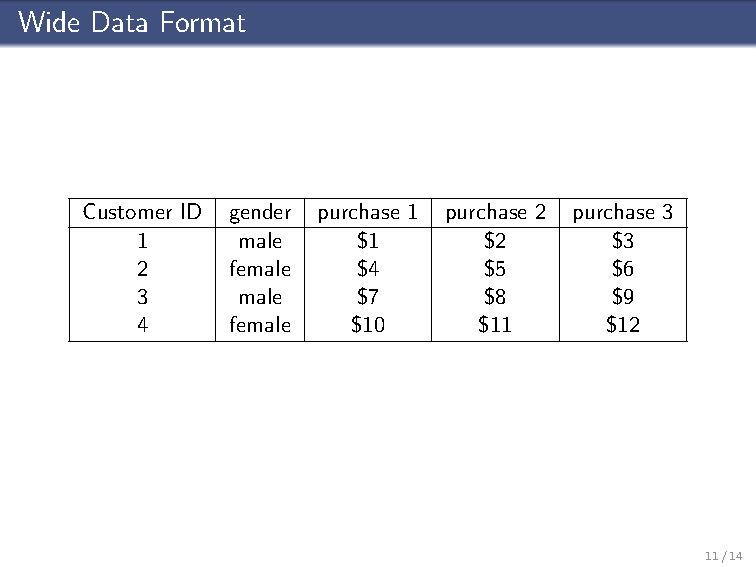 Wide Data Format
Customer ID gender purchase 1 purchase 2 purchase 3
1 male $1 $2 $3
2 female $4 $5 $6
3 male $7 $8 $9
4 female $10 $11 $12
11 / 14